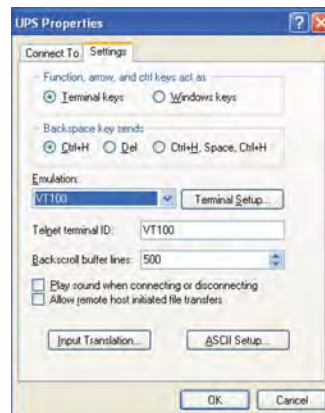 UPS Properties
Connect To Settings
Function, arrow, and ctrl keys act as
Terminal keys Windows keys
Backspace key sends
Ctrl+H Del Ctrl+H, Space, Ctrl+H
Emulation:
VT100 Terminal Setup...
Telnet terminal ID: VT100
Backscroll buffer lines: 500
Play sound when connecting or disconnecting
Allow remote host initiated file transfers
Input Translation... ASCII Setup...
OK Cancel